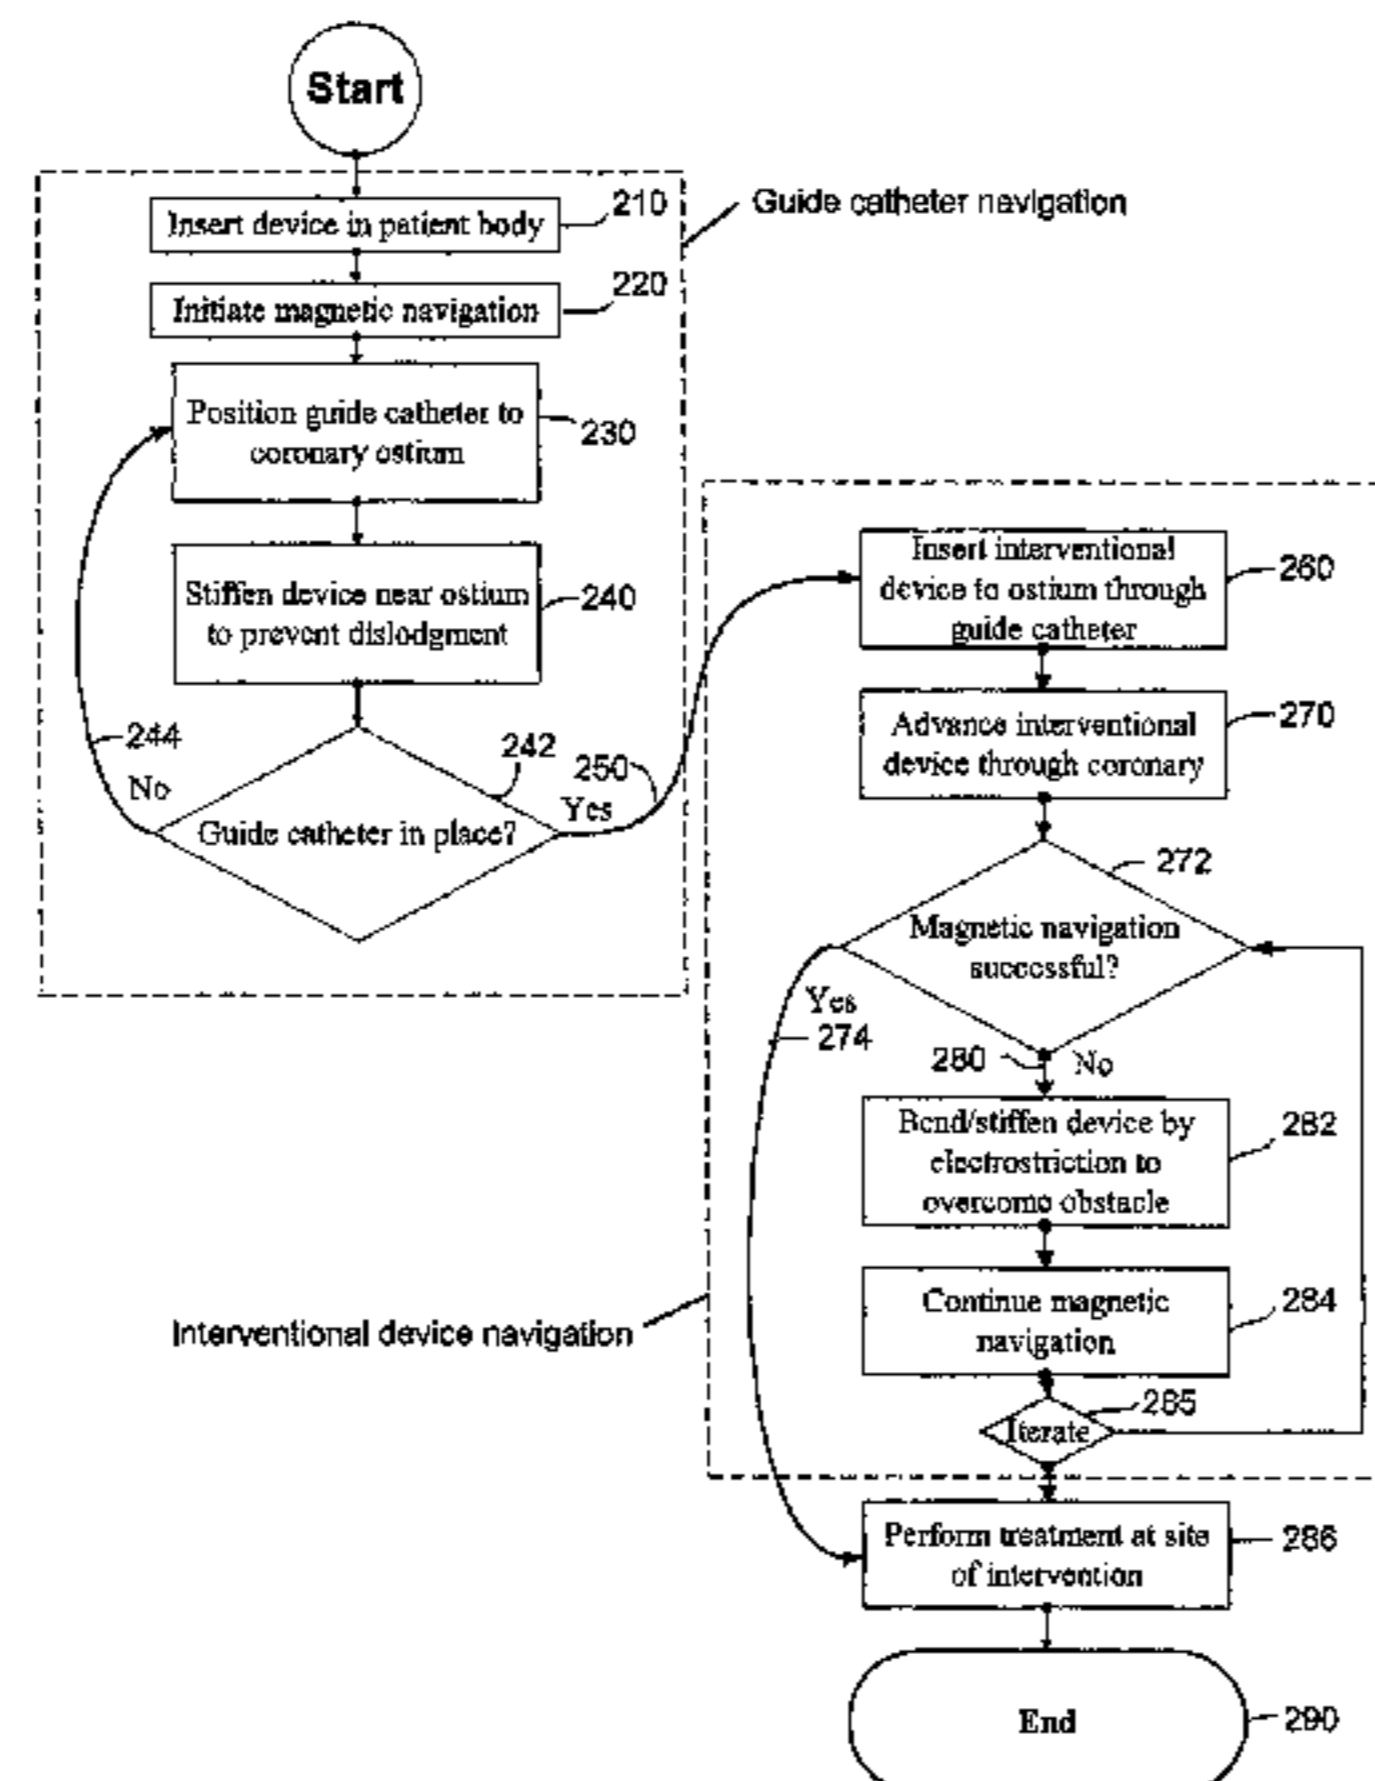 Start
Insert device in patient body
210
Guide catheter navigation
Initiate magnetic navigation
220
Position guide catheter to
coronary ostium
230
Stiffen device near ostium
to prevent dislodgment
240
244
No
242
250
Yes
Guide catheter in place?
Insert interventional
device to ostium through
guide catheter
260
Advance interventional
device through coronary
270
272
Magnetic navigation
successful?
Yes
274
280
No
Bend/stiffen device by
electrostriction to
overcome obstacle
282
Continue magnetic
navigation
284
Interventional device navigation
285
Iterate
Perform treatment at site
of intervention
286
End
290